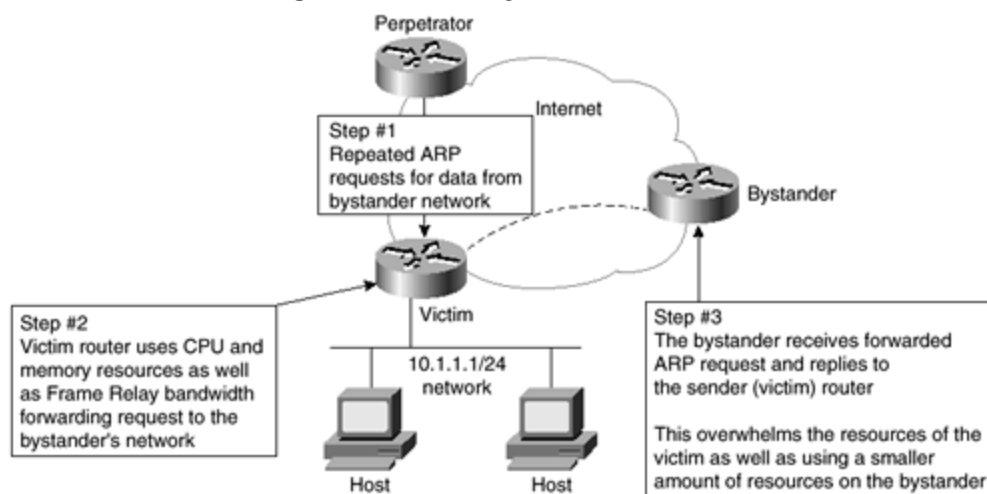 Perpetrator
Internet
Step #1
Repeated ARP
requests for data from
bystander network
Bystander
Victim
Step #2
Victim router uses CPU and
memory resources as well
as Frame Relay bandwidth
forwarding request to the
bystander's network
10.1.1.1/24
network
Host
Host
Step #3
The bystander receives forwarded
ARP request and replies to
the sender (victim) router
This overwhelms the resources of the
victim as well as using a smaller
amount of resources on the bystander